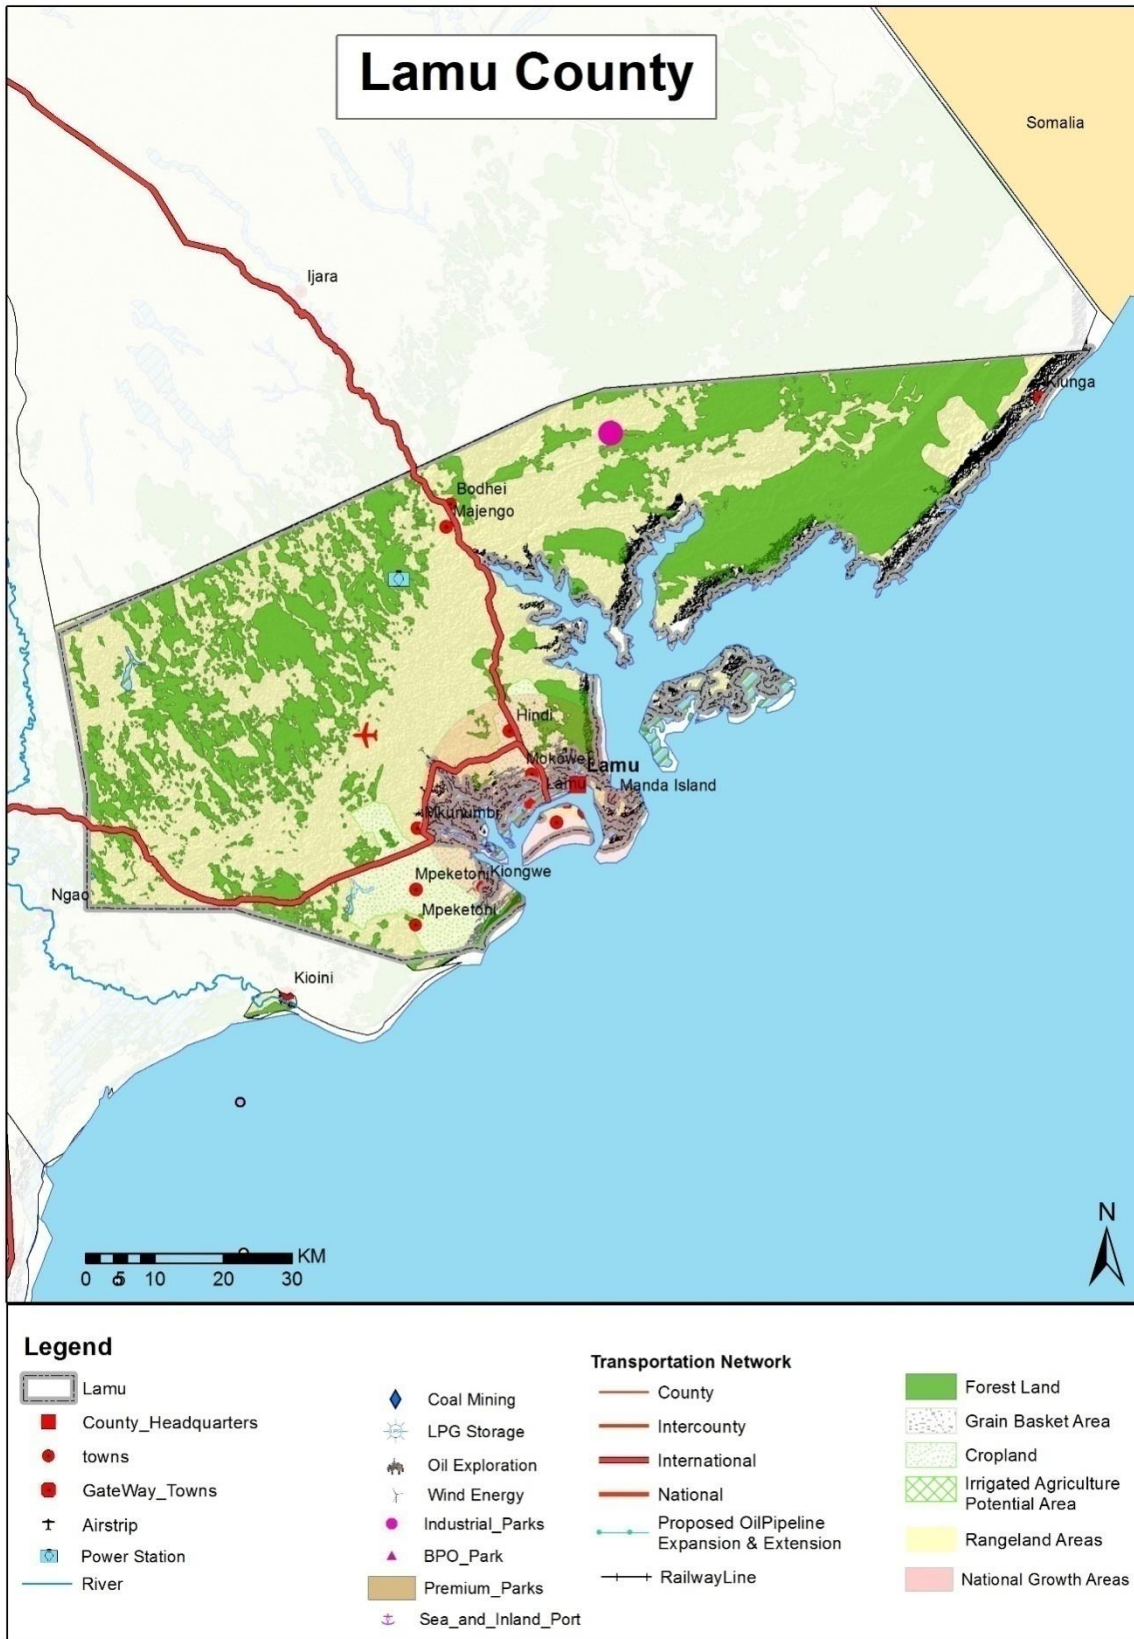 Lamu County
Somalia
Ijara
Kiunga
Bodhei
Majengo
Hindi
Mokowe
Lamu
Lamu
Manda Island
Mkunumbi
Mpeketoni
Kiongwe
Ngao
Mpeketoni
Kioini
N
KM
0 5 10 20 30
Legend
Lamu
County_Headquarters
towns
GateWay_Towns
Airstrip
Power Station
River
Coal Mining
LPG Storage
Oil Exploration
Wind Energy
Industrial_Parks
BPO_Park
Premium_Parks
Sea_and_Inland_Port
Transportation Network
County
Intercounty
International
National
Proposed OilPipeline
Expansion & Extension
RailwayLine
Forest Land
Grain Basket Area
Cropland
Irrigated Agriculture
Potential Area
Rangeland Areas
National Growth Areas